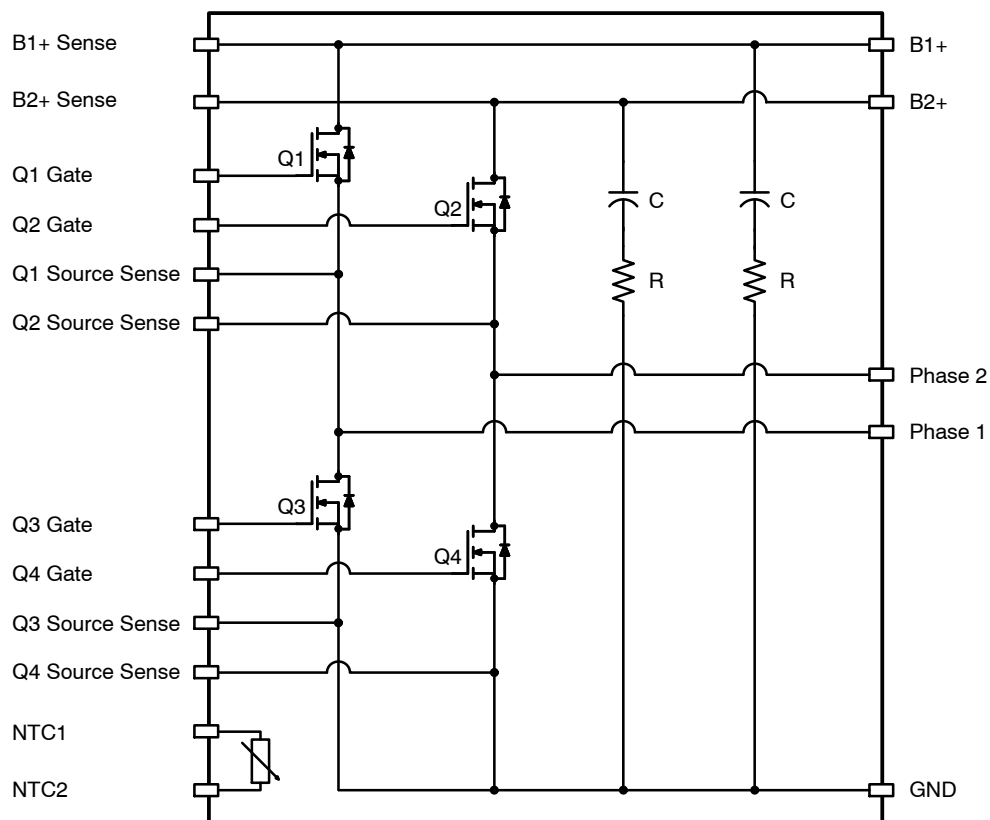 B1+ Sense
B1+
B2+ Sense
B2+
Q1
Q1 Gate
Q2
C
C
Q2 Gate
Q1 Source Sense
R
R
Q2 Source Sense
Phase 2
Phase 1
Q3
Q3 Gate
Q4
Q4 Gate
Q3 Source Sense
Q4 Source Sense
NTC1
NTC2
GND